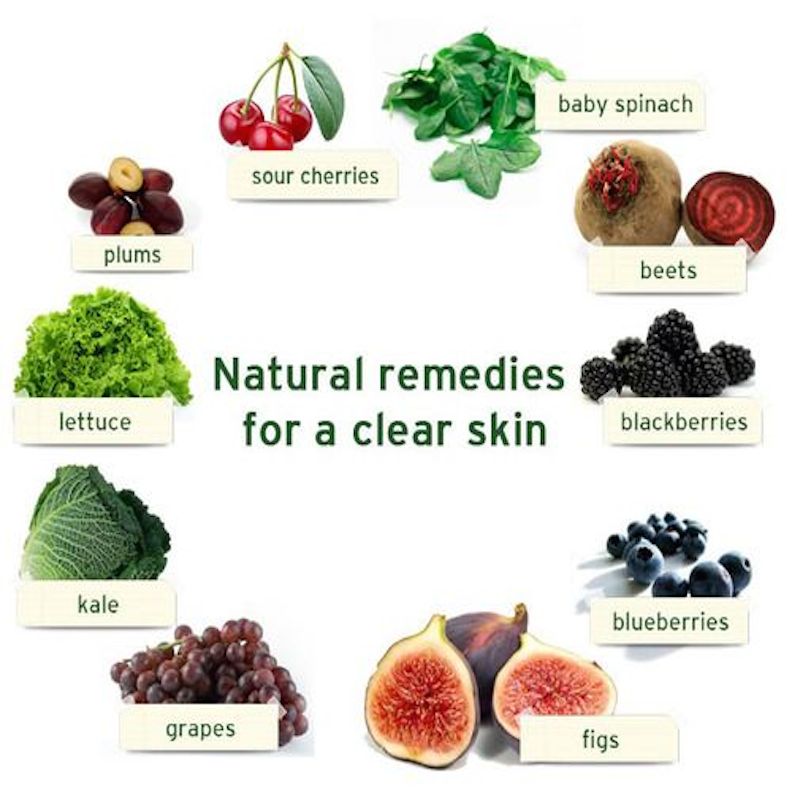 sour cherries
baby spinach
plums
beets
lettuce
Natural remedies
for a clear skin
blackberries
kale
blueberries
grapes
figs